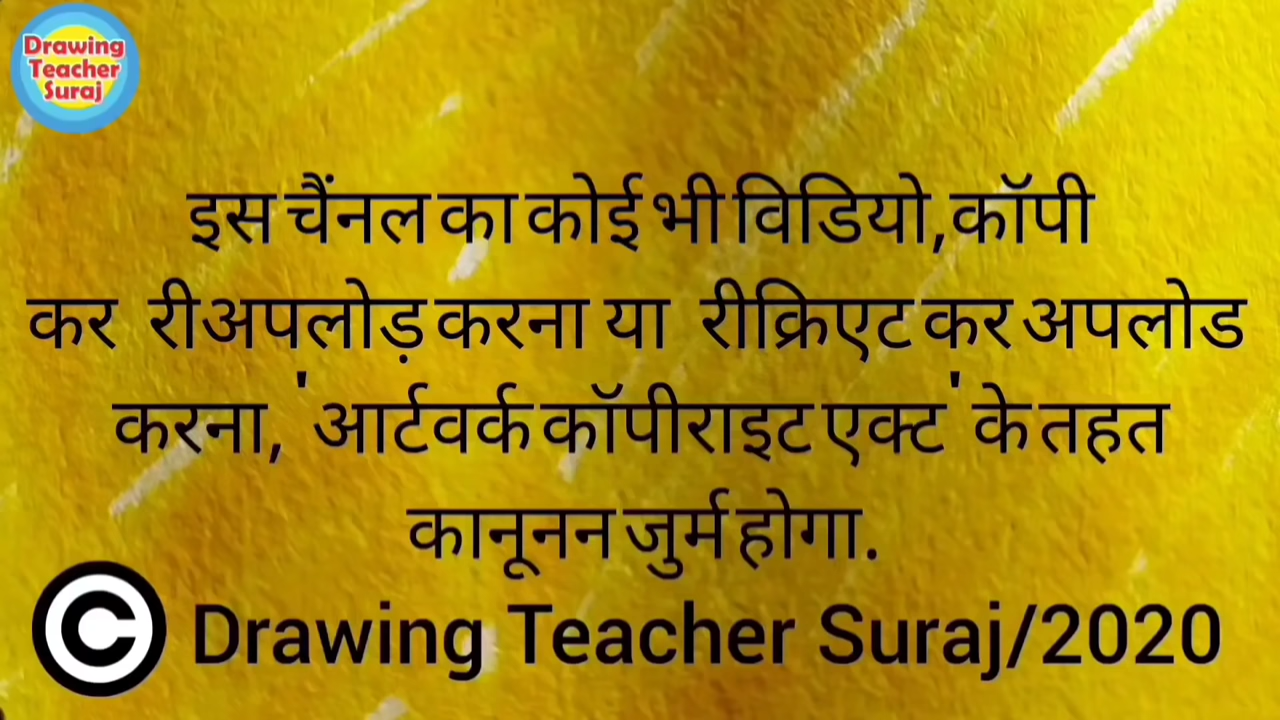 Drawing
Teacher
Suraj
इस चैंनल का कोई भी विडियो,कॉपी
कर रीअपलोड़ करना या रीक्रिएट कर अपलोड
करना, 'आर्टवर्क कॉपीराइट एक्ट' के तहत
कानूनन जुर्म होगा.
© Drawing Teacher Suraj/2020